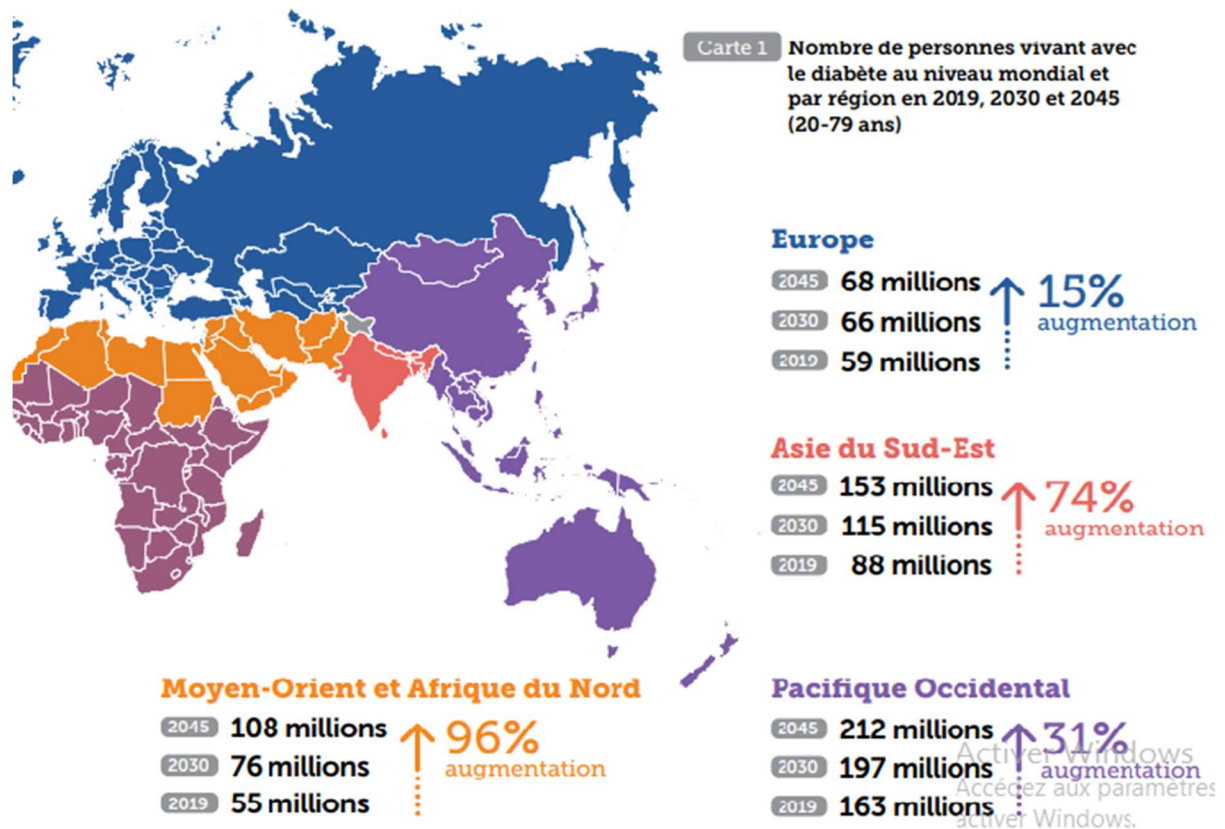 Carte 1
Nombre de personnes vivant avec
le diabète au niveau mondial et
par région en 2019, 2030 et 2045
(20-79 ans)
Europe
2045 68 millions
2030 66 millions
2019 59 millions
15%
augmentation
Asie du Sud-Est
2045 153 millions
2030 115 millions
2019 88 millions
74%
augmentation
Moyen-Orient et Afrique du Nord
2045 108 millions
2030 76 millions
2019 55 millions
96%
augmentation
Pacifique Occidental
2045 212 millions
2030 197 millions
2019 163 millions
31%
augmentation
Activer Windows
Accédez aux paramètres
activer Windows.